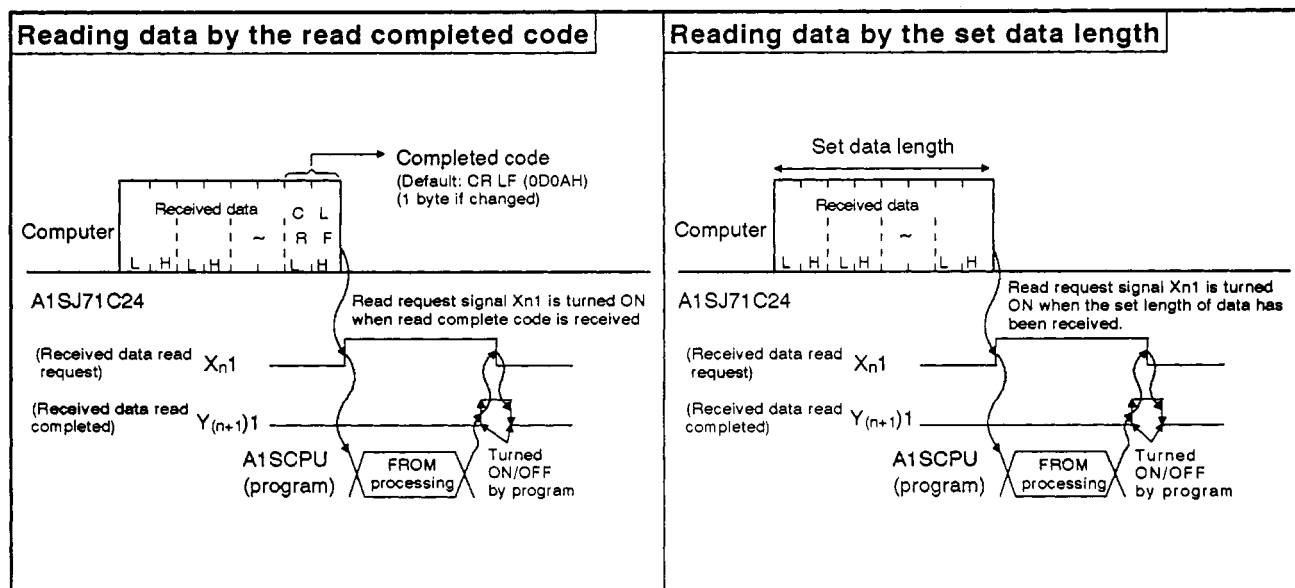 Reading data by the read completed code
Completed code
(Default: CR LF (0D0AH)
(1 byte if changed)
Received data
C L
R F
~
Computer
L H L H L H
A1SJ71C24
Read request signal Xn1 is turned ON
when read complete code is received
(Received data read
request)
Xn1
(Received data read
completed)
Y(n+1)1
A1SCPU
(program)
FROM
processing
Turned
ON/OFF
by program
Reading data by the set data length
Set data length
Received data
~
Computer
L H L H L H
A1SJ71C24
Read request signal Xn1 is turned
ON when the set length of data has
been received.
(Received data read
request)
Xn1
(Received data read
completed)
Y(n+1)1
A1SCPU
(program)
FROM
processing
Turned
ON/OFF
by program